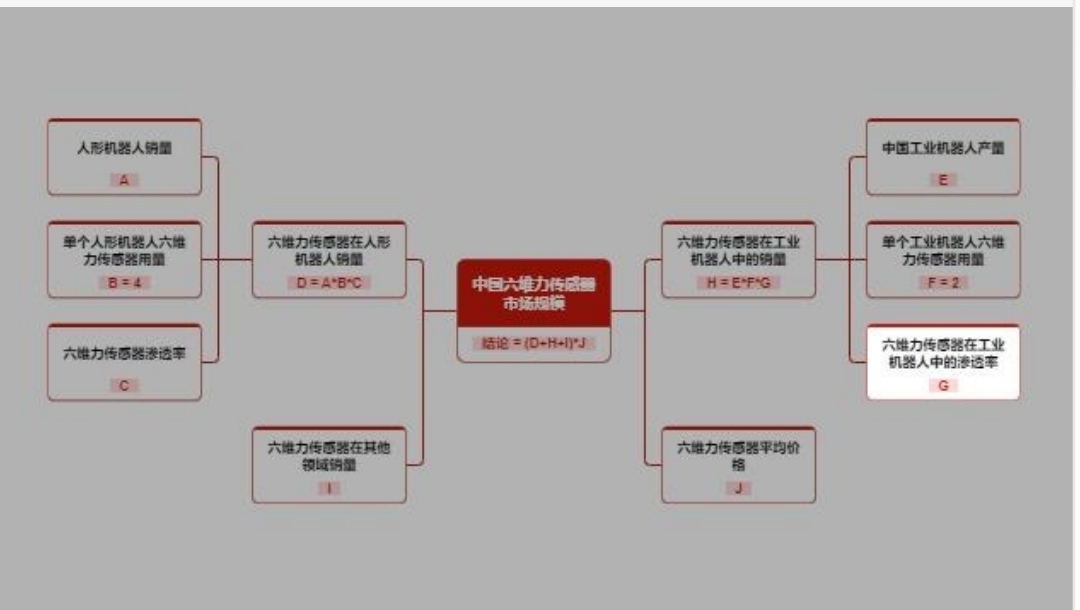 人形机器人销量
A
单个人形机器人六维
力传感器用量
B = 4
六维力传感器渗透率
C
六维力传感器在人形
机器人销量
D = A*B*C
六维力传感器在其他
领域销量
I
中国六维力传感器
市场规模
结论 = (D+H+I)*J
六维力传感器在工业
机器人中的销量
H = E*F*G
六维力传感器平均价
格
J
中国工业机器人产量
E
单个工业机器人六维
力传感器用量
F = 2
六维力传感器在工业
机器人中的渗透率
G